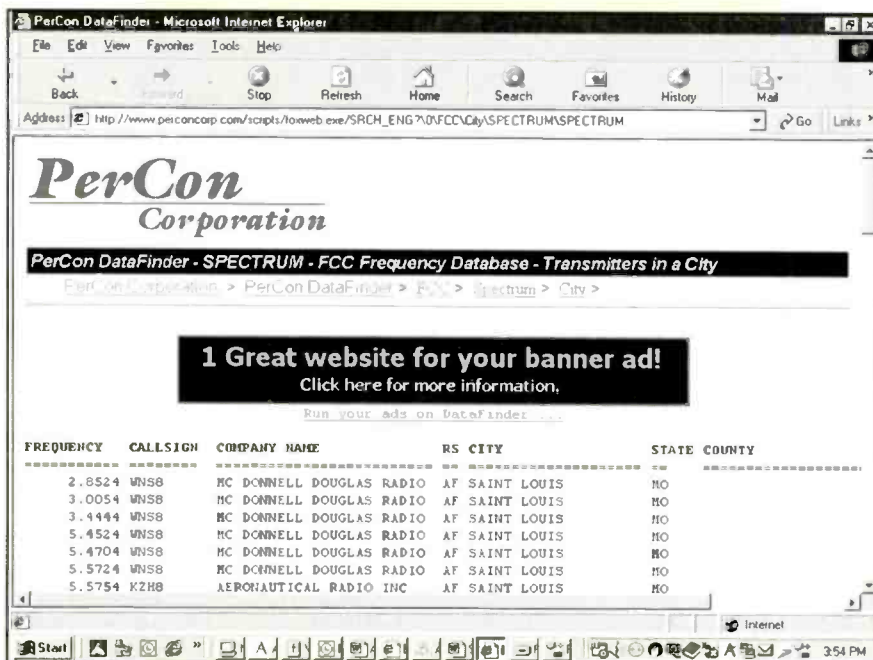 PerCon DataFinder - Microsoft Internet Explorer
File Edit View Favorites Tools Help
Back Forward Stop Refresh Home Search Favorites History Mail
Address http://www.perconcorp.com/scripts/foxweb.exe/SRCH_ENG?\0\FCC\City\SPECTRUM\SPECTRUM Go Links
PerCon
Corporation
PerCon DataFinder - SPECTRUM - FCC Frequency Database - Transmitters in a City
PerCon Corporation > PerCon DataFinder > FCC > Spectrum > City >
1 Great website for your banner ad!
Click here for more information.
Run your ads on DataFinder ...
FREQUENCY CALLSIGN COMPANY NAME RS CITY STATE COUNTY
2.8524 WNS8 MC DONNELL DOUGLAS RADIO AF SAINT LOUIS MO
3.0054 WNS8 MC DONNELL DOUGLAS RADIO AF SAINT LOUIS MO
3.4444 WNS8 MC DONNELL DOUGLAS RADIO AF SAINT LOUIS MO
5.4524 WNS8 MC DONNELL DOUGLAS RADIO AF SAINT LOUIS MO
5.4704 WNS8 MC DONNELL DOUGLAS RADIO AF SAINT LOUIS MO
5.5724 WNS8 MC DONNELL DOUGLAS RADIO AF SAINT LOUIS MO
5.5754 KZH8 AERONAUTICAL RADIO INC AF SAINT LOUIS MO
Internet
Start 3:54 PM